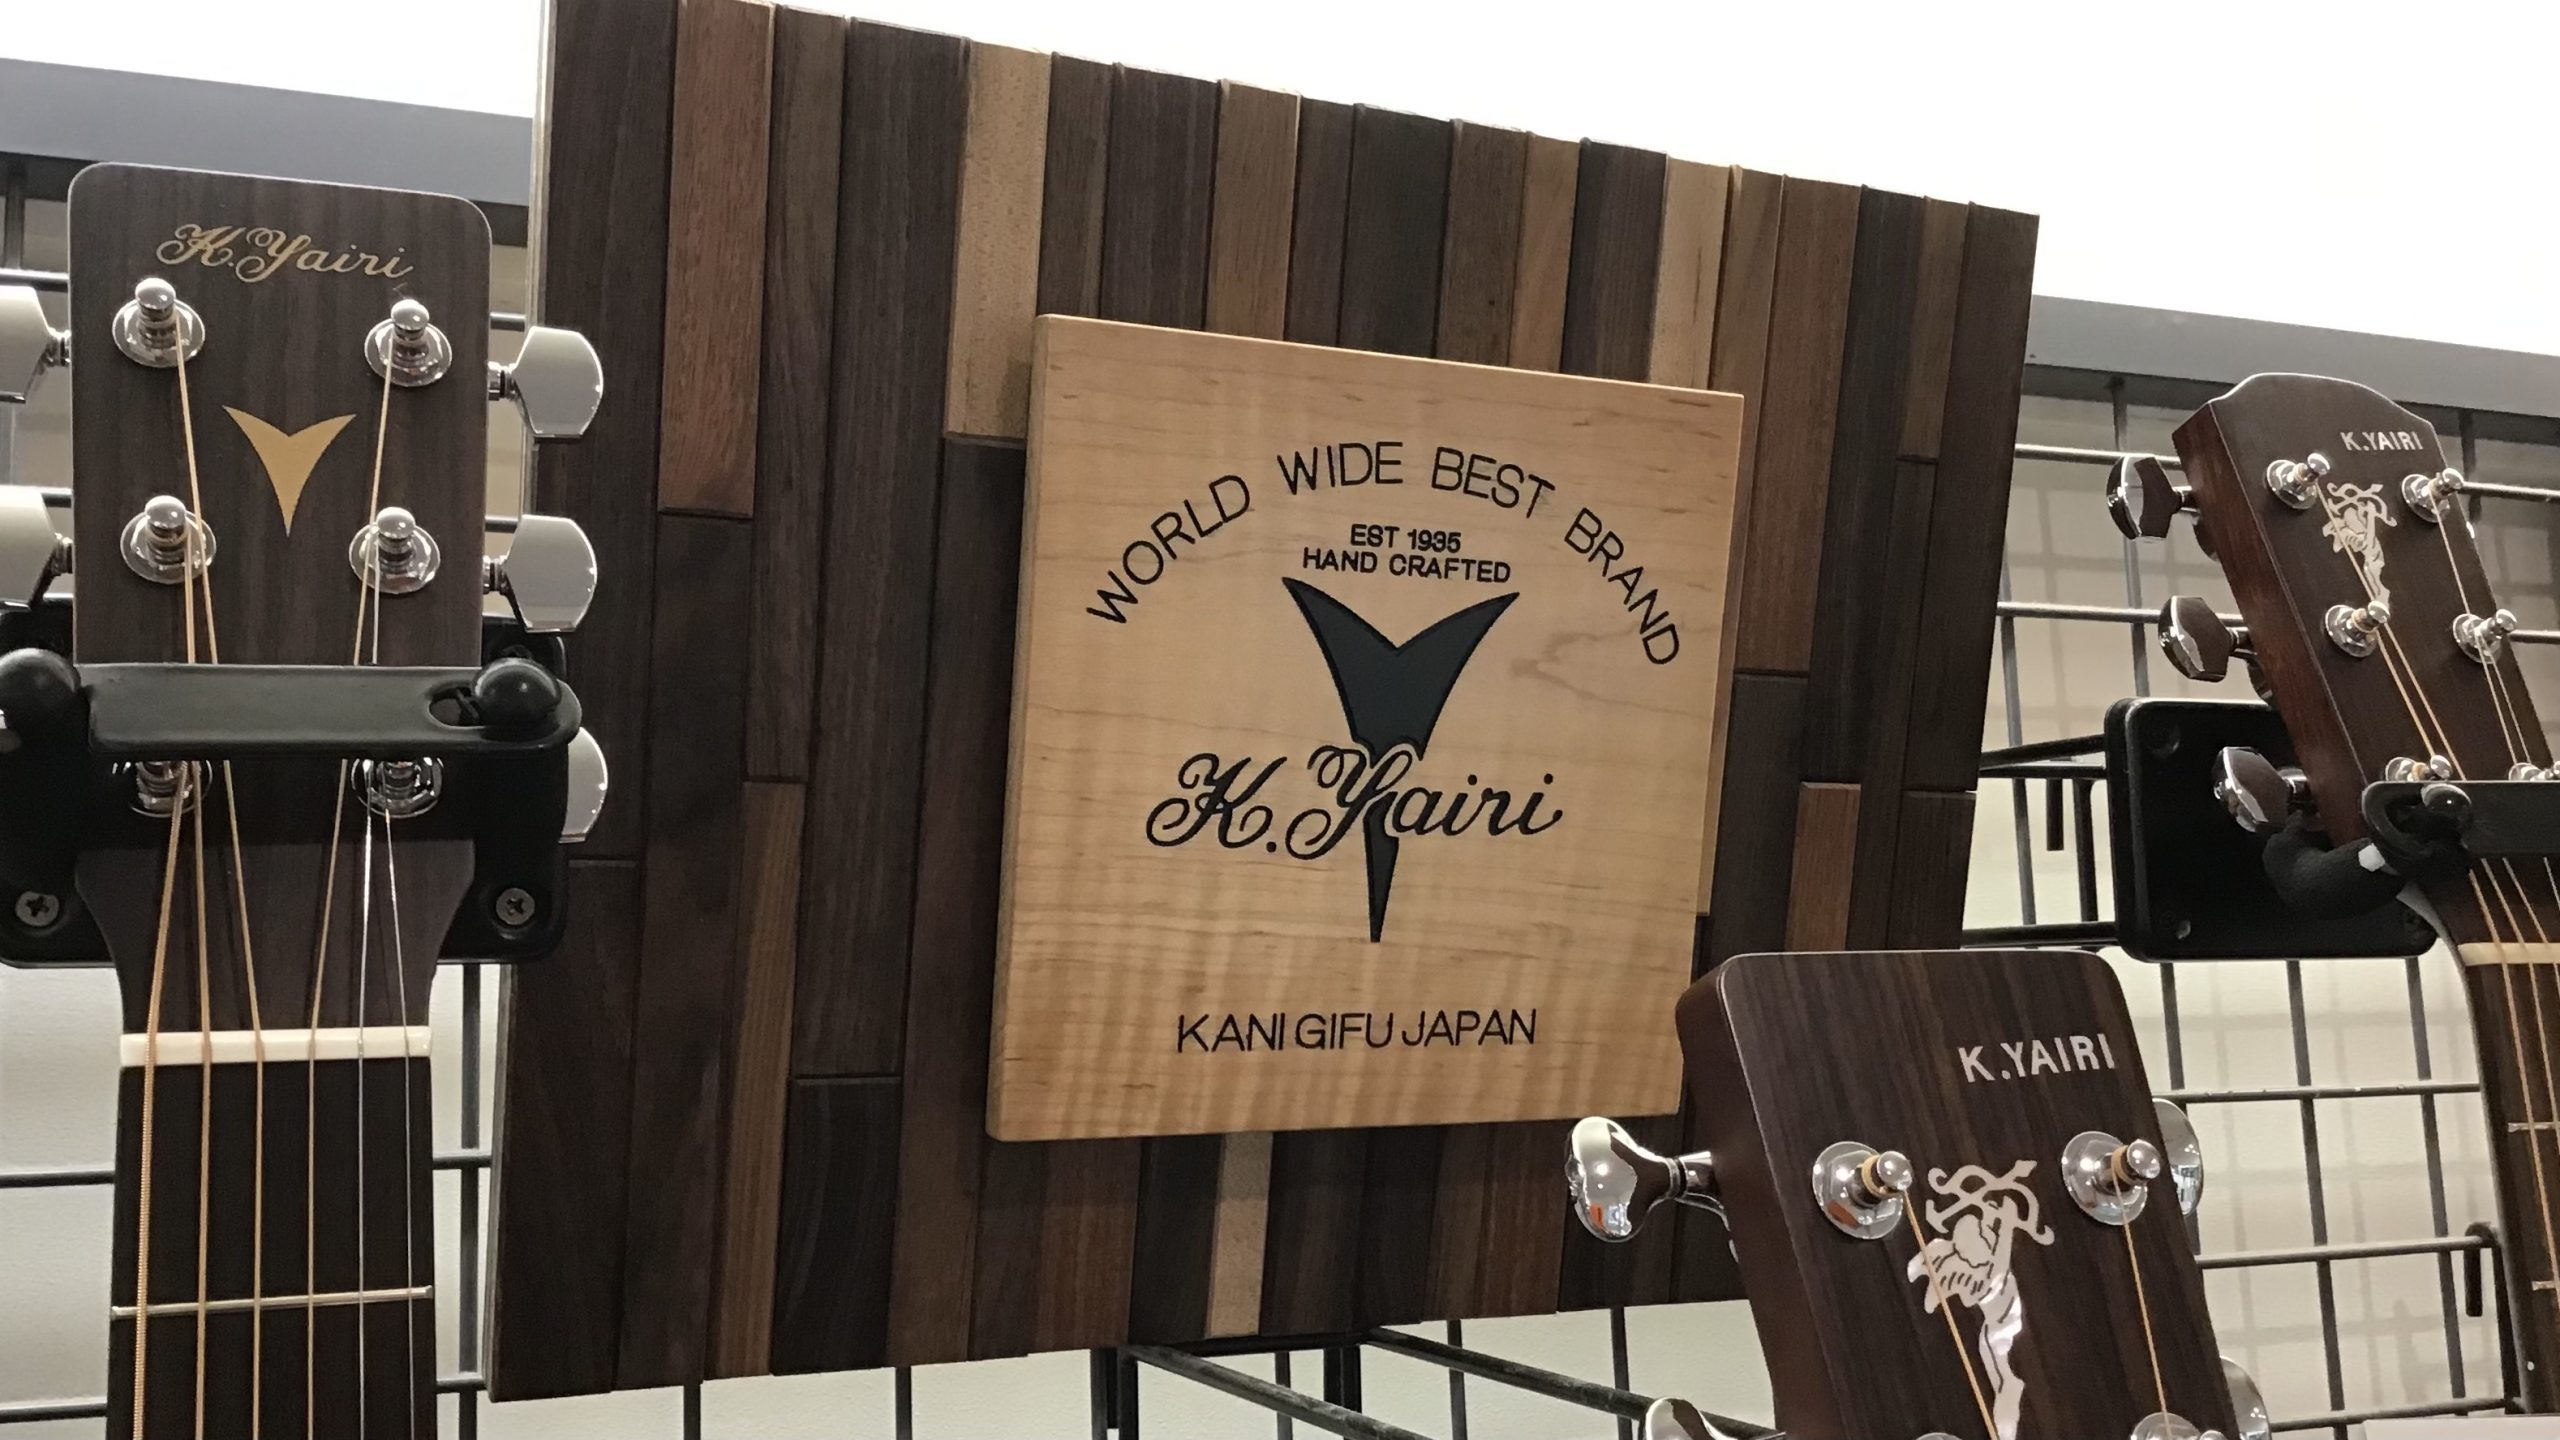 K.Yairi
WORLD WIDE BEST BRAND
EST 1935
HAND CRAFTED
K.Yairi
KANI GIFU JAPAN
K.YAIRI
K.YAIRI